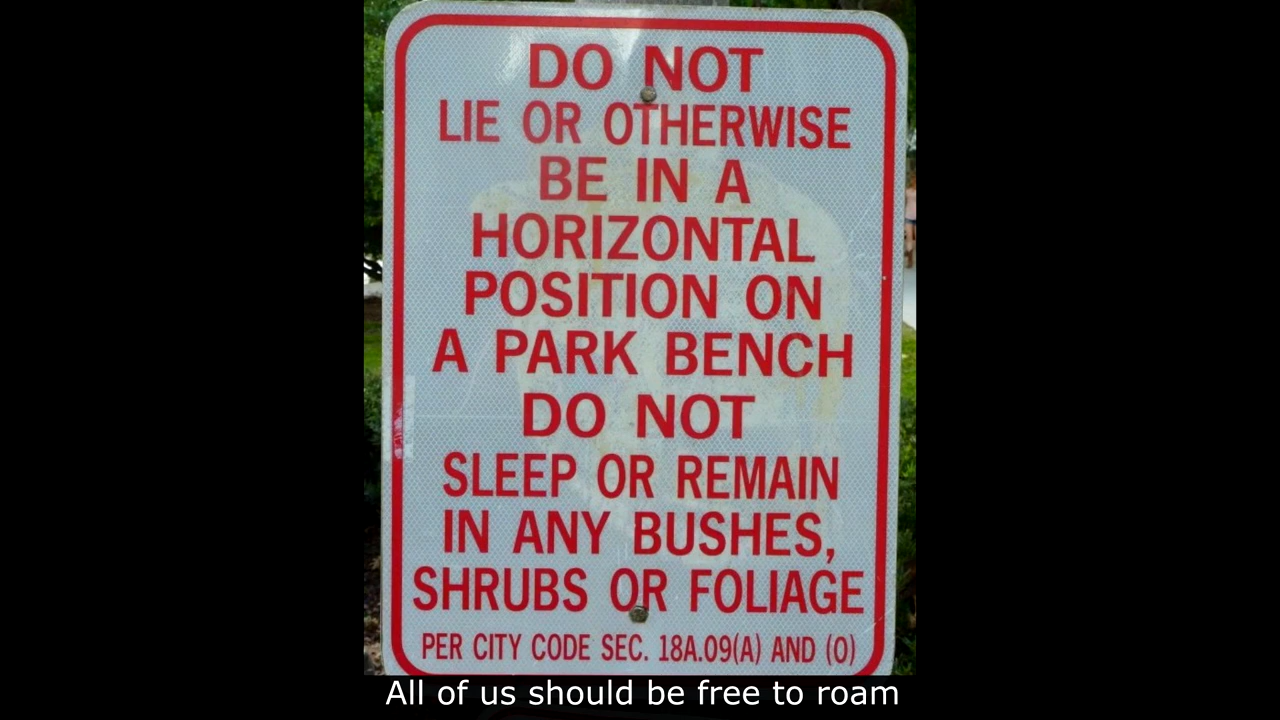 DO NOT
LIE OR OTHERWISE
BE IN A
HORIZONTAL
POSITION ON
A PARK BENCH
DO NOT
SLEEP OR REMAIN
IN ANY BUSHES,
SHRUBS OR FOLIAGE
PER CITY CODE SEC. 18A.09(A) AND (O)
All of us should be free to roam